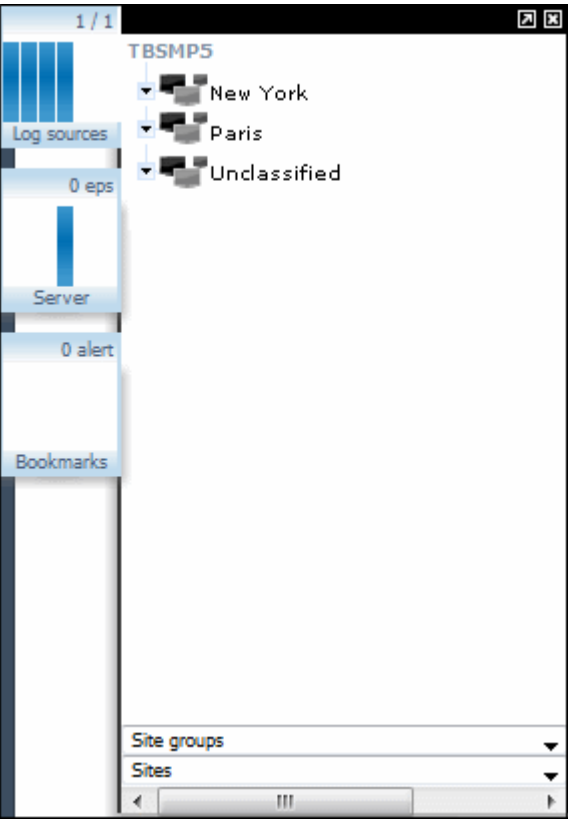 1 / 1
Log sources
0 eps
Server
0 alert
Bookmarks
TBSMP5
New York
Paris
Unclassified
Site groups
Sites